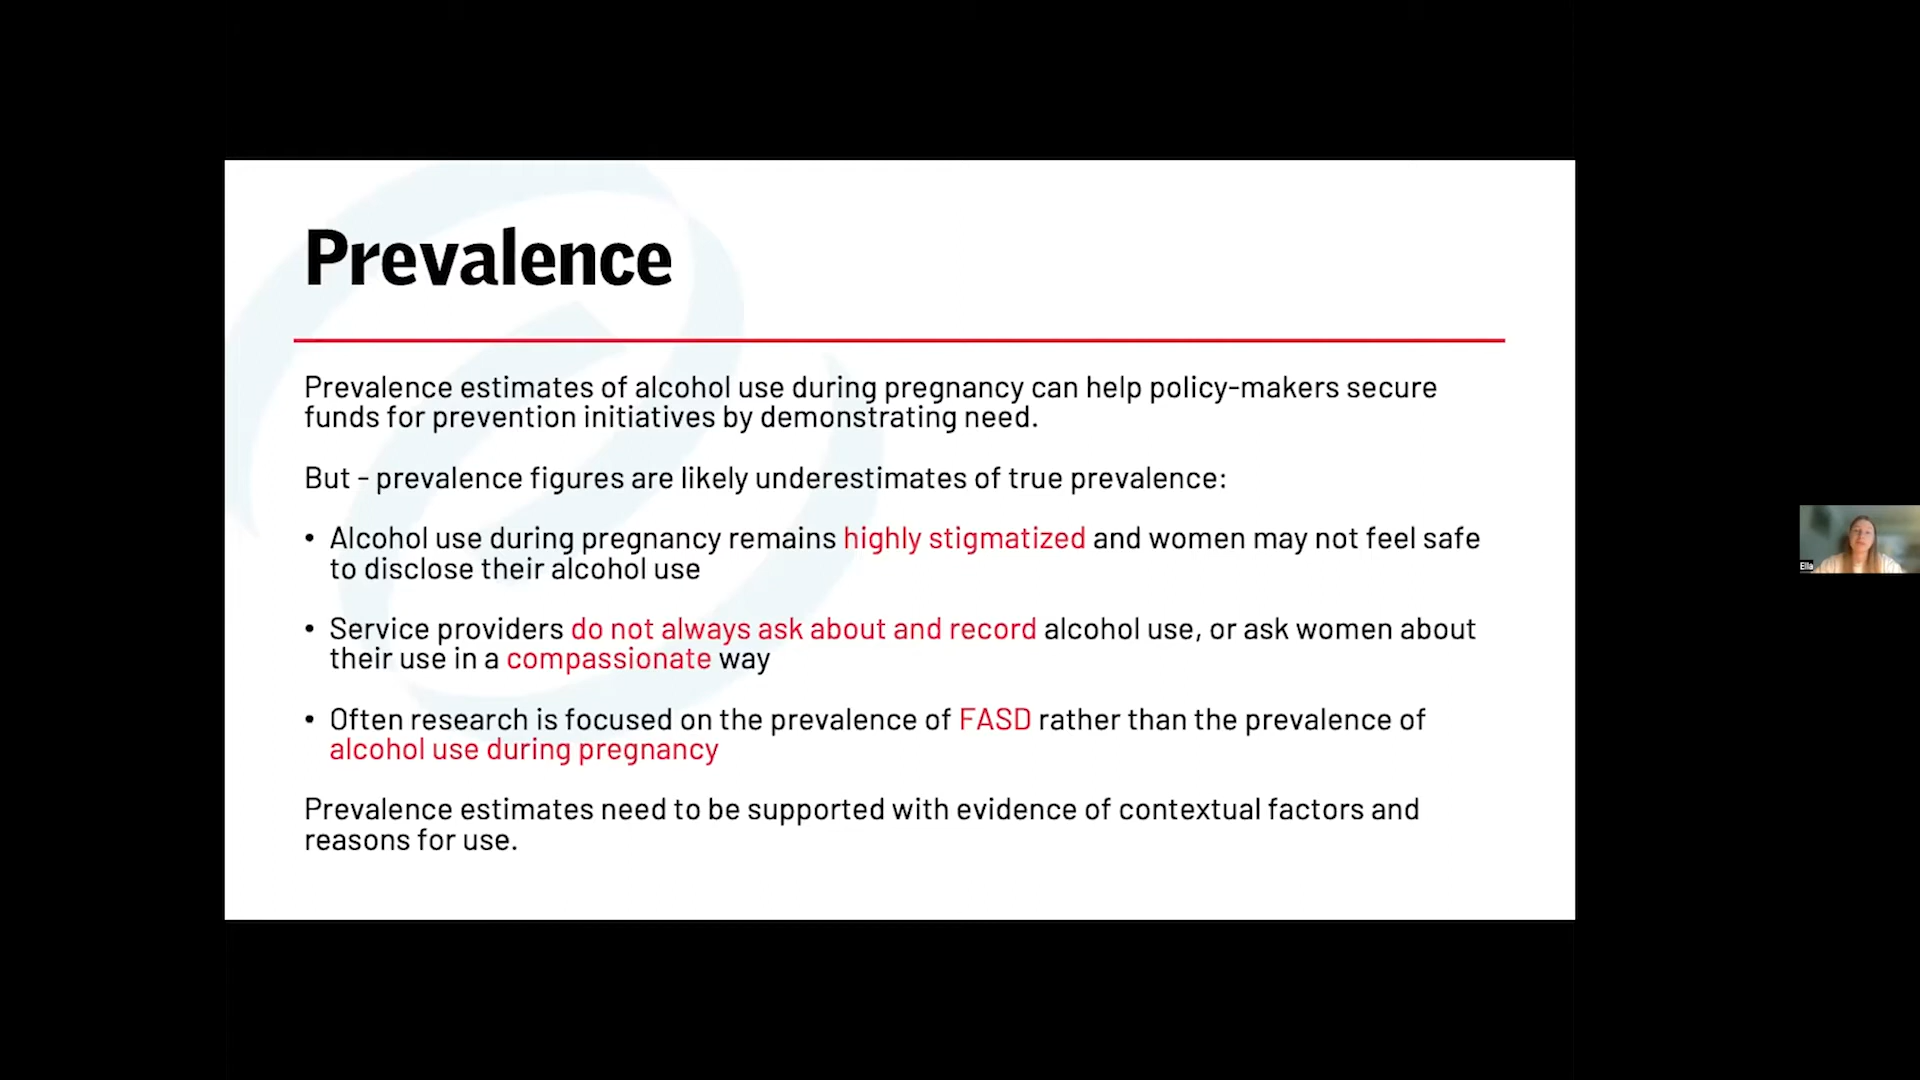 Prevalence
Prevalence estimates of alcohol use during pregnancy can help policy-makers secure
funds for prevention initiatives by demonstrating need.
But - prevalence figures are likely underestimates of true prevalence:
• Alcohol use during pregnancy remains highly stigmatized and women may not feel safe
to disclose their alcohol use
• Service providers do not always ask about and record alcohol use, or ask women about
their use in a compassionate way
• Often research is focused on the prevalence of FASD rather than the prevalence of
alcohol use during pregnancy
Prevalence estimates need to be supported with evidence of contextual factors and
reasons for use.
Ella